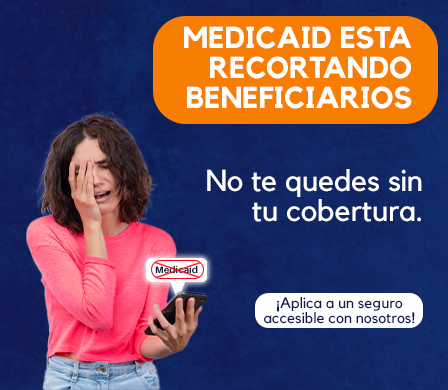 MEDICAID ESTA
RECORTANDO
BENEFICIARIOS
No te quedes sin
tu cobertura.
Medicaid
¡Aplica a un seguro
accesible con nosotros!